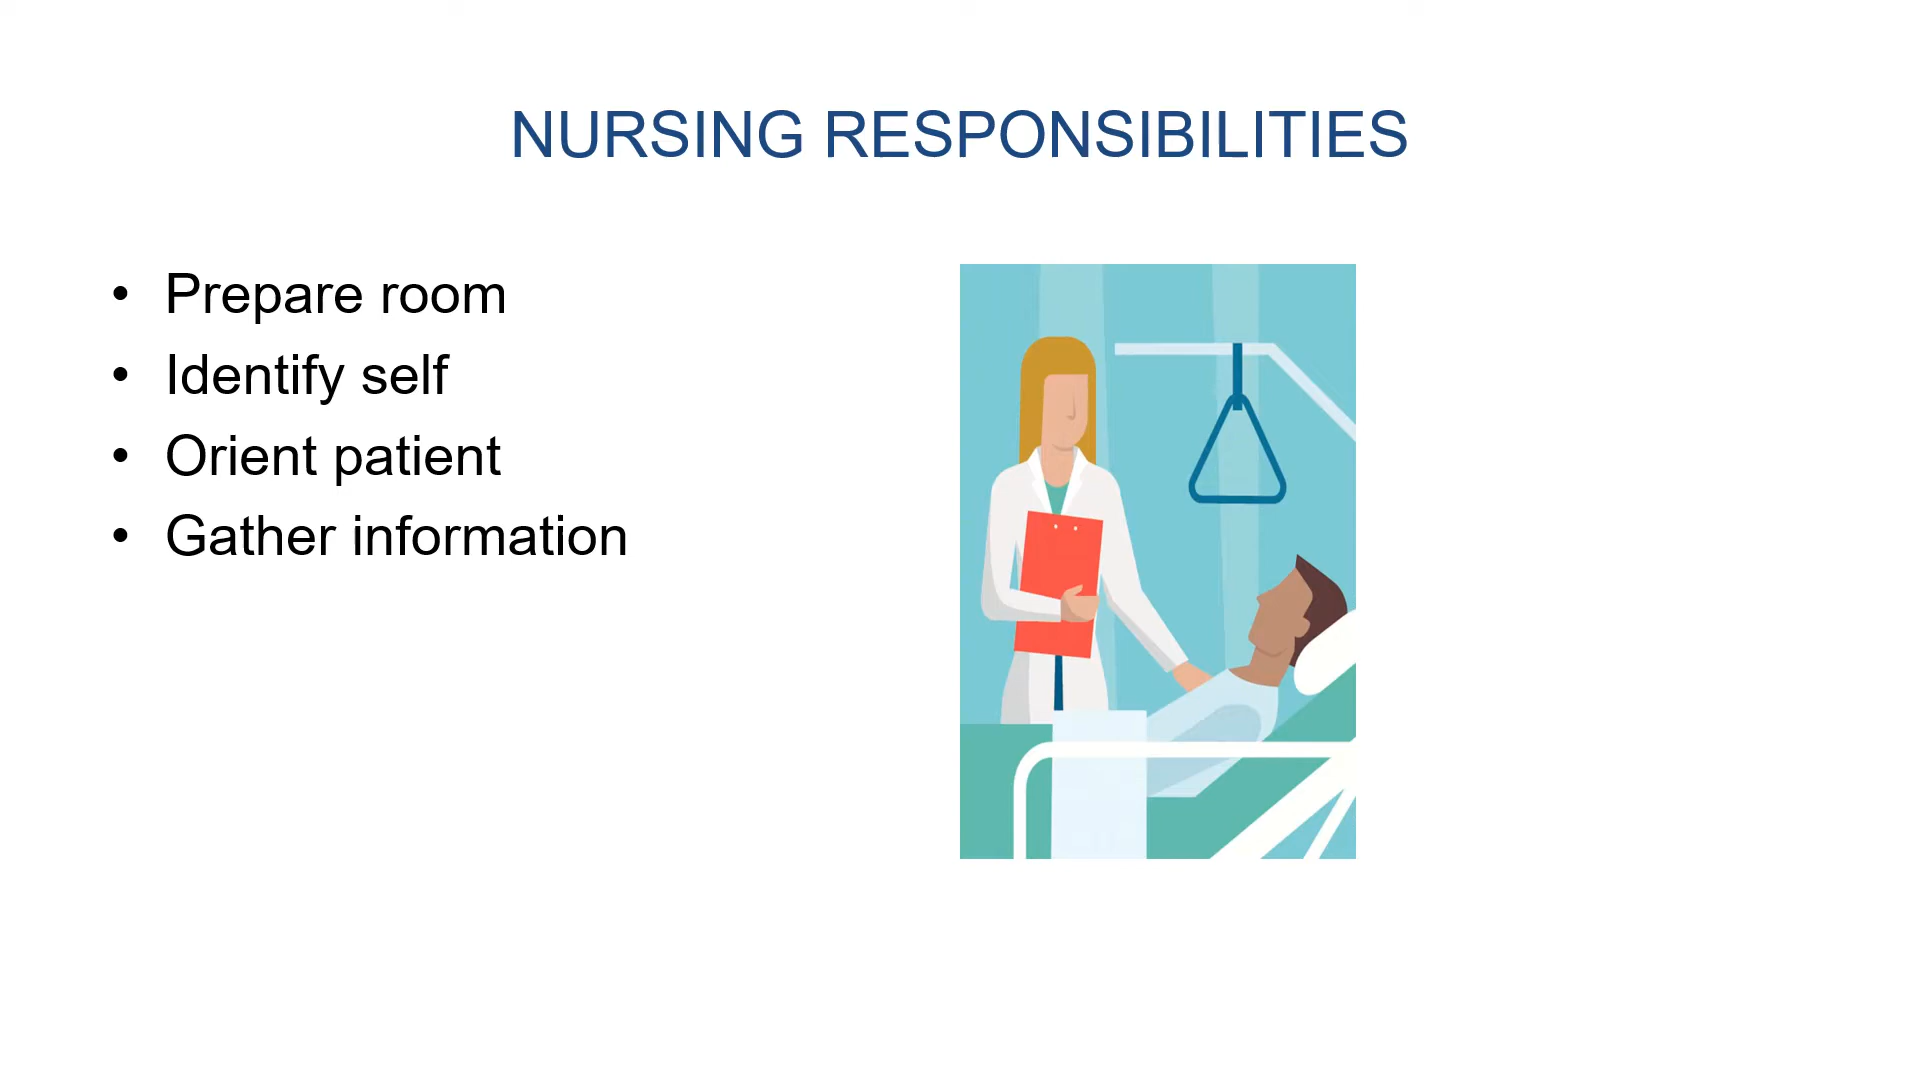 NURSING RESPONSIBILITIES
• Prepare room
• Identify self
• Orient patient
• Gather information